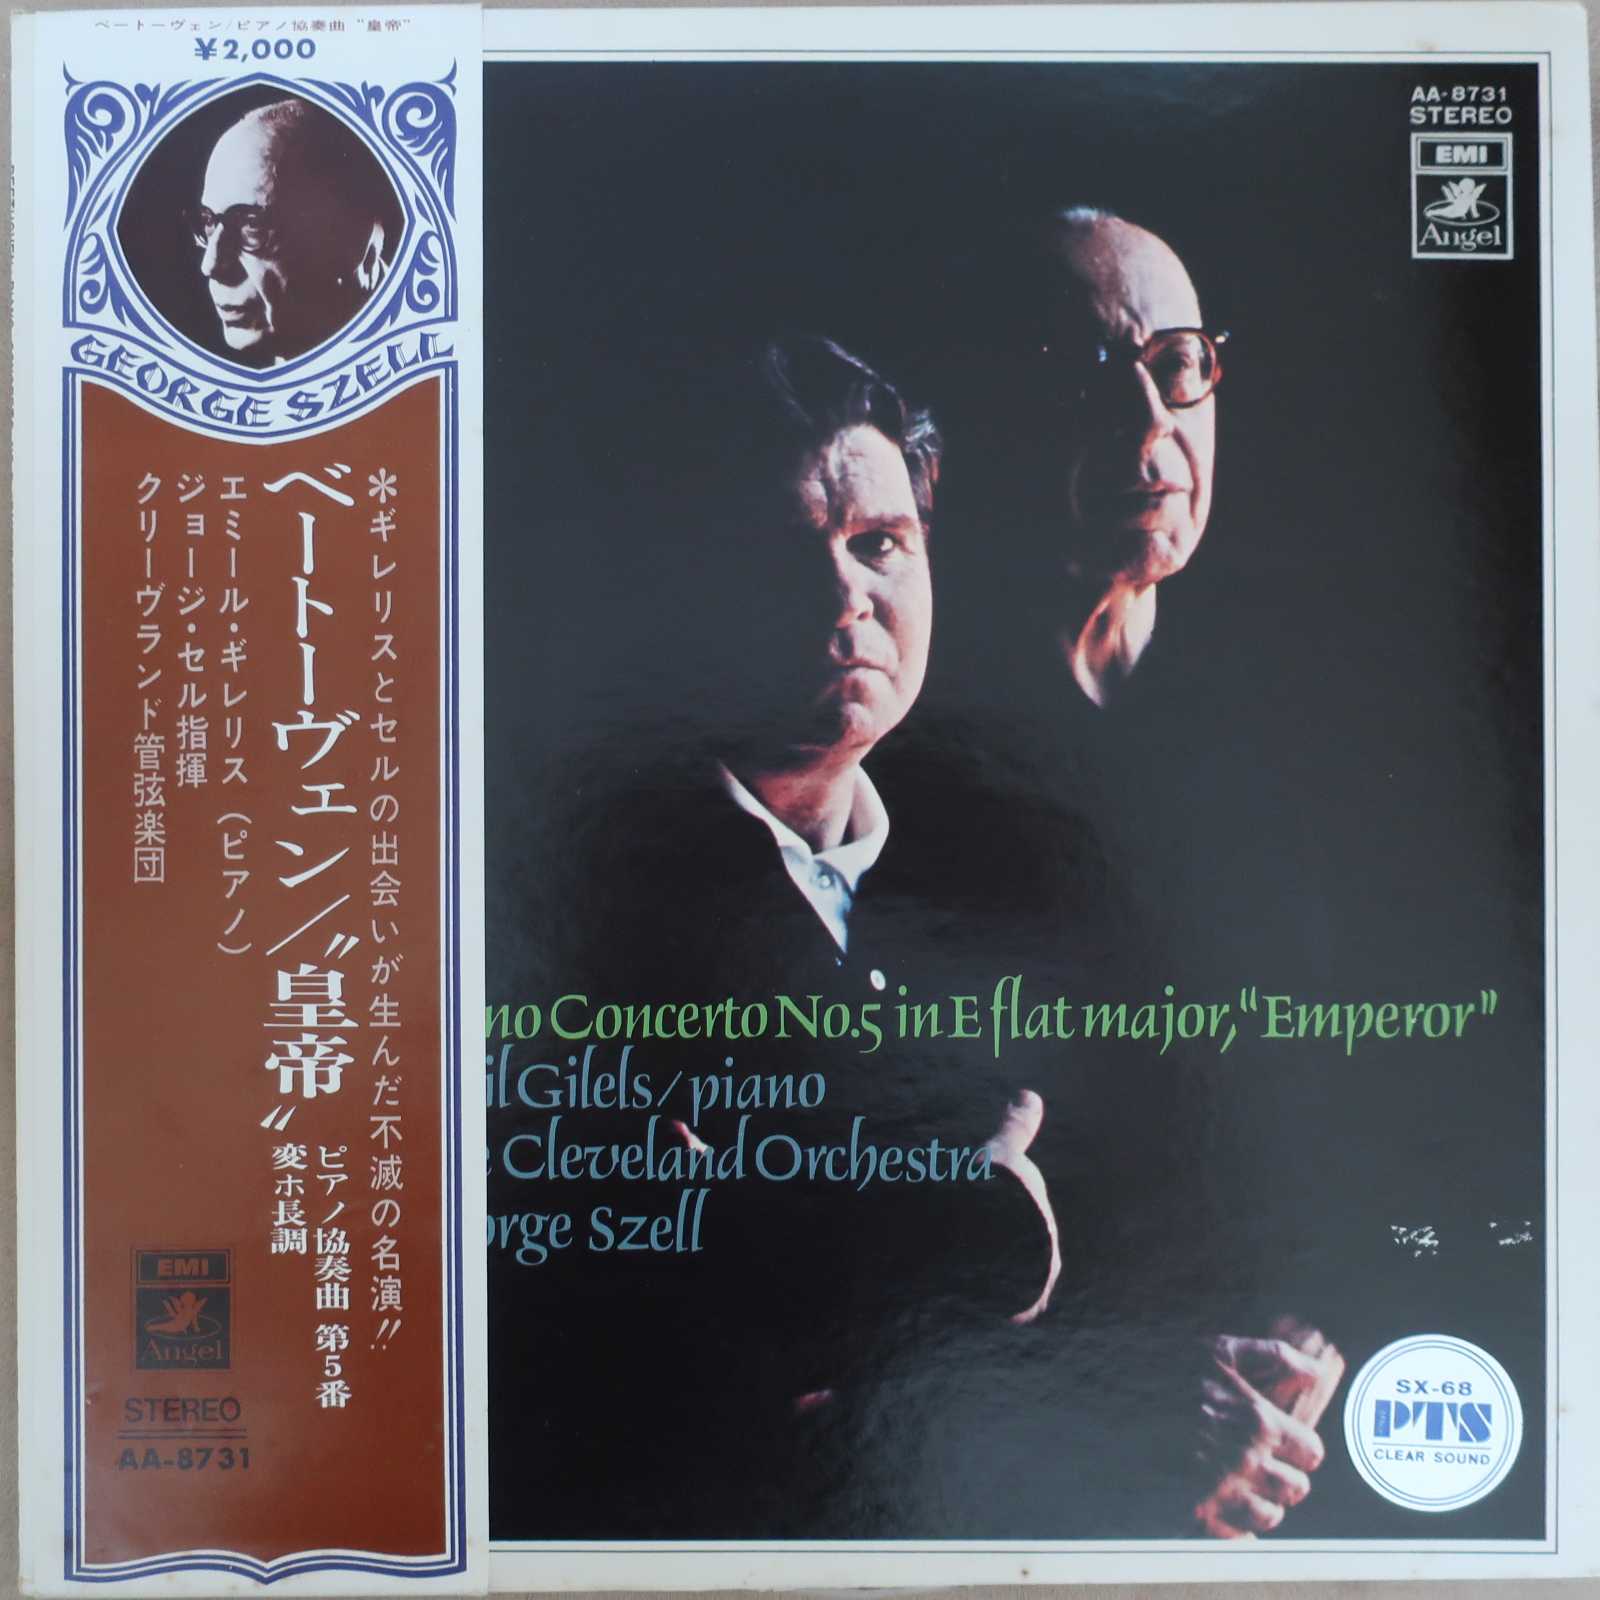 ベートーヴェン/ピアノ協奏曲 "皇帝"
¥2,000
GEORGE SZELL
*ギレリスとセルの出会いが生んだ不滅の名演!!
ベートーヴェン/"皇帝"
ピアノ協奏曲 第5番
変ホ長調
エミール・ギレリス(ピアノ)
ジョージ・セル指揮
クリーヴランド管弦楽団
EMI
Angel
STEREO
AA-8731
AA-8731
STEREO
EMI
Angel
no Concerto No.5 in E flat major, "Emperor"
il Gilels/piano
e Cleveland Orchestra
orge Szell
SX-68
PTS
CLEAR SOUND